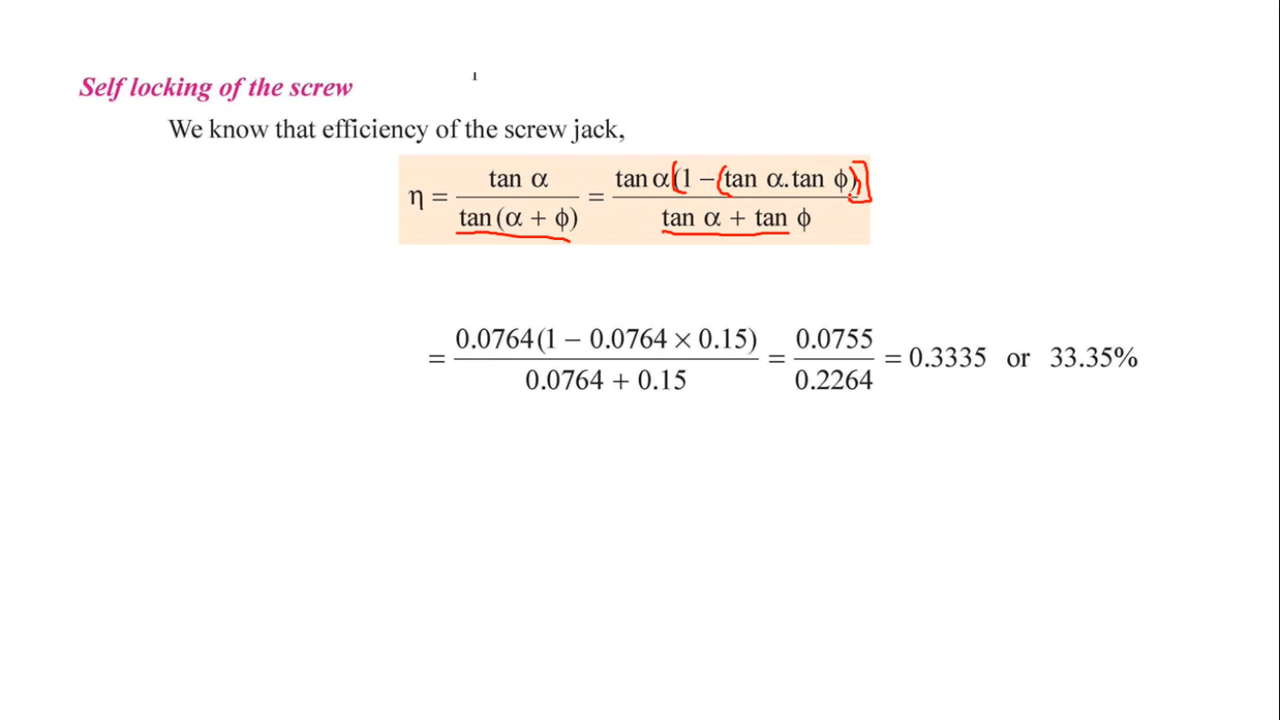 Self locking of the screw
We know that efficiency of the screw jack,
η = tan α / tan (α + ϕ) = tan α (1 − (tan α.tan ϕ)) / tan α + tan ϕ
= 0.0764 (1 − 0.0764 × 0.15) / 0.0764 + 0.15 = 0.0755 / 0.2264 = 0.3335 or 33.35%